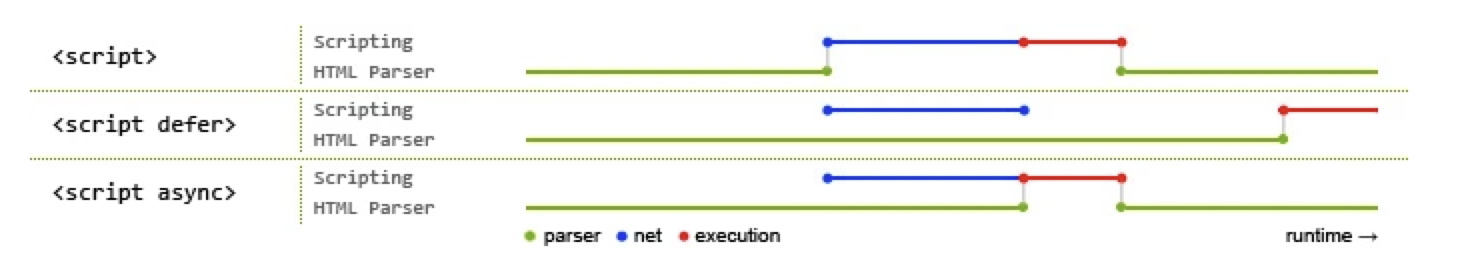 <script>
Scripting
HTML Parser
<script defer>
Scripting
HTML Parser
<script async>
Scripting
HTML Parser
parser net execution
runtime →